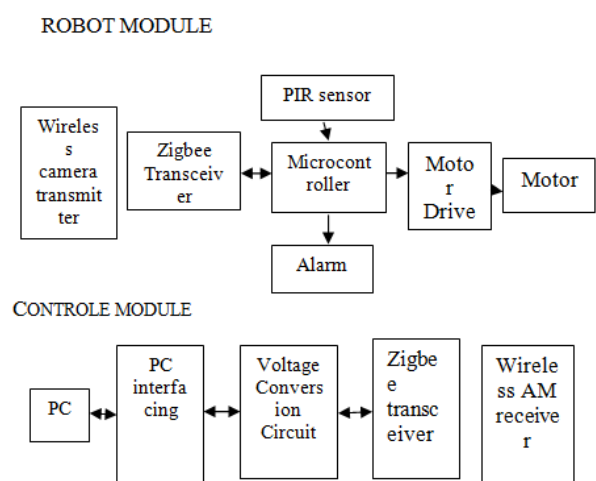 ROBOT MODULE
PIR sensor
Wireles
s
camera
transmit
ter
Zigbee
Transceiv
er
Microcont
roller
Moto
r
Drive
Motor
Alarm
CONTROLE MODULE
PC
PC
interfa
cing
Voltage
Convers
ion
Circuit
Zigbe
e
transc
eiver
Wirele
ss AM
receive
r